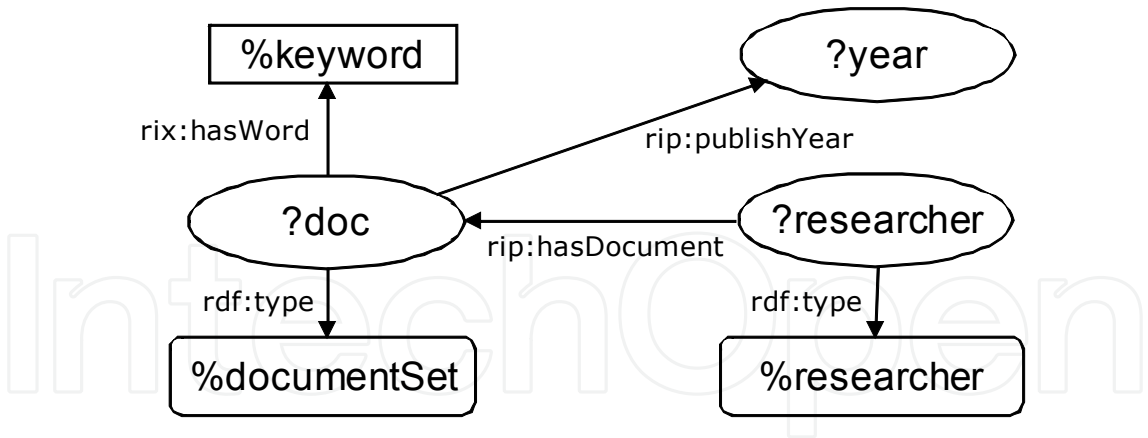 %keyword
?year
rix:hasWord
rip:publishYear
?doc
?researcher
rip:hasDocument
rdf:type
rdf:type
%documentSet
%researcher
IntechOpen